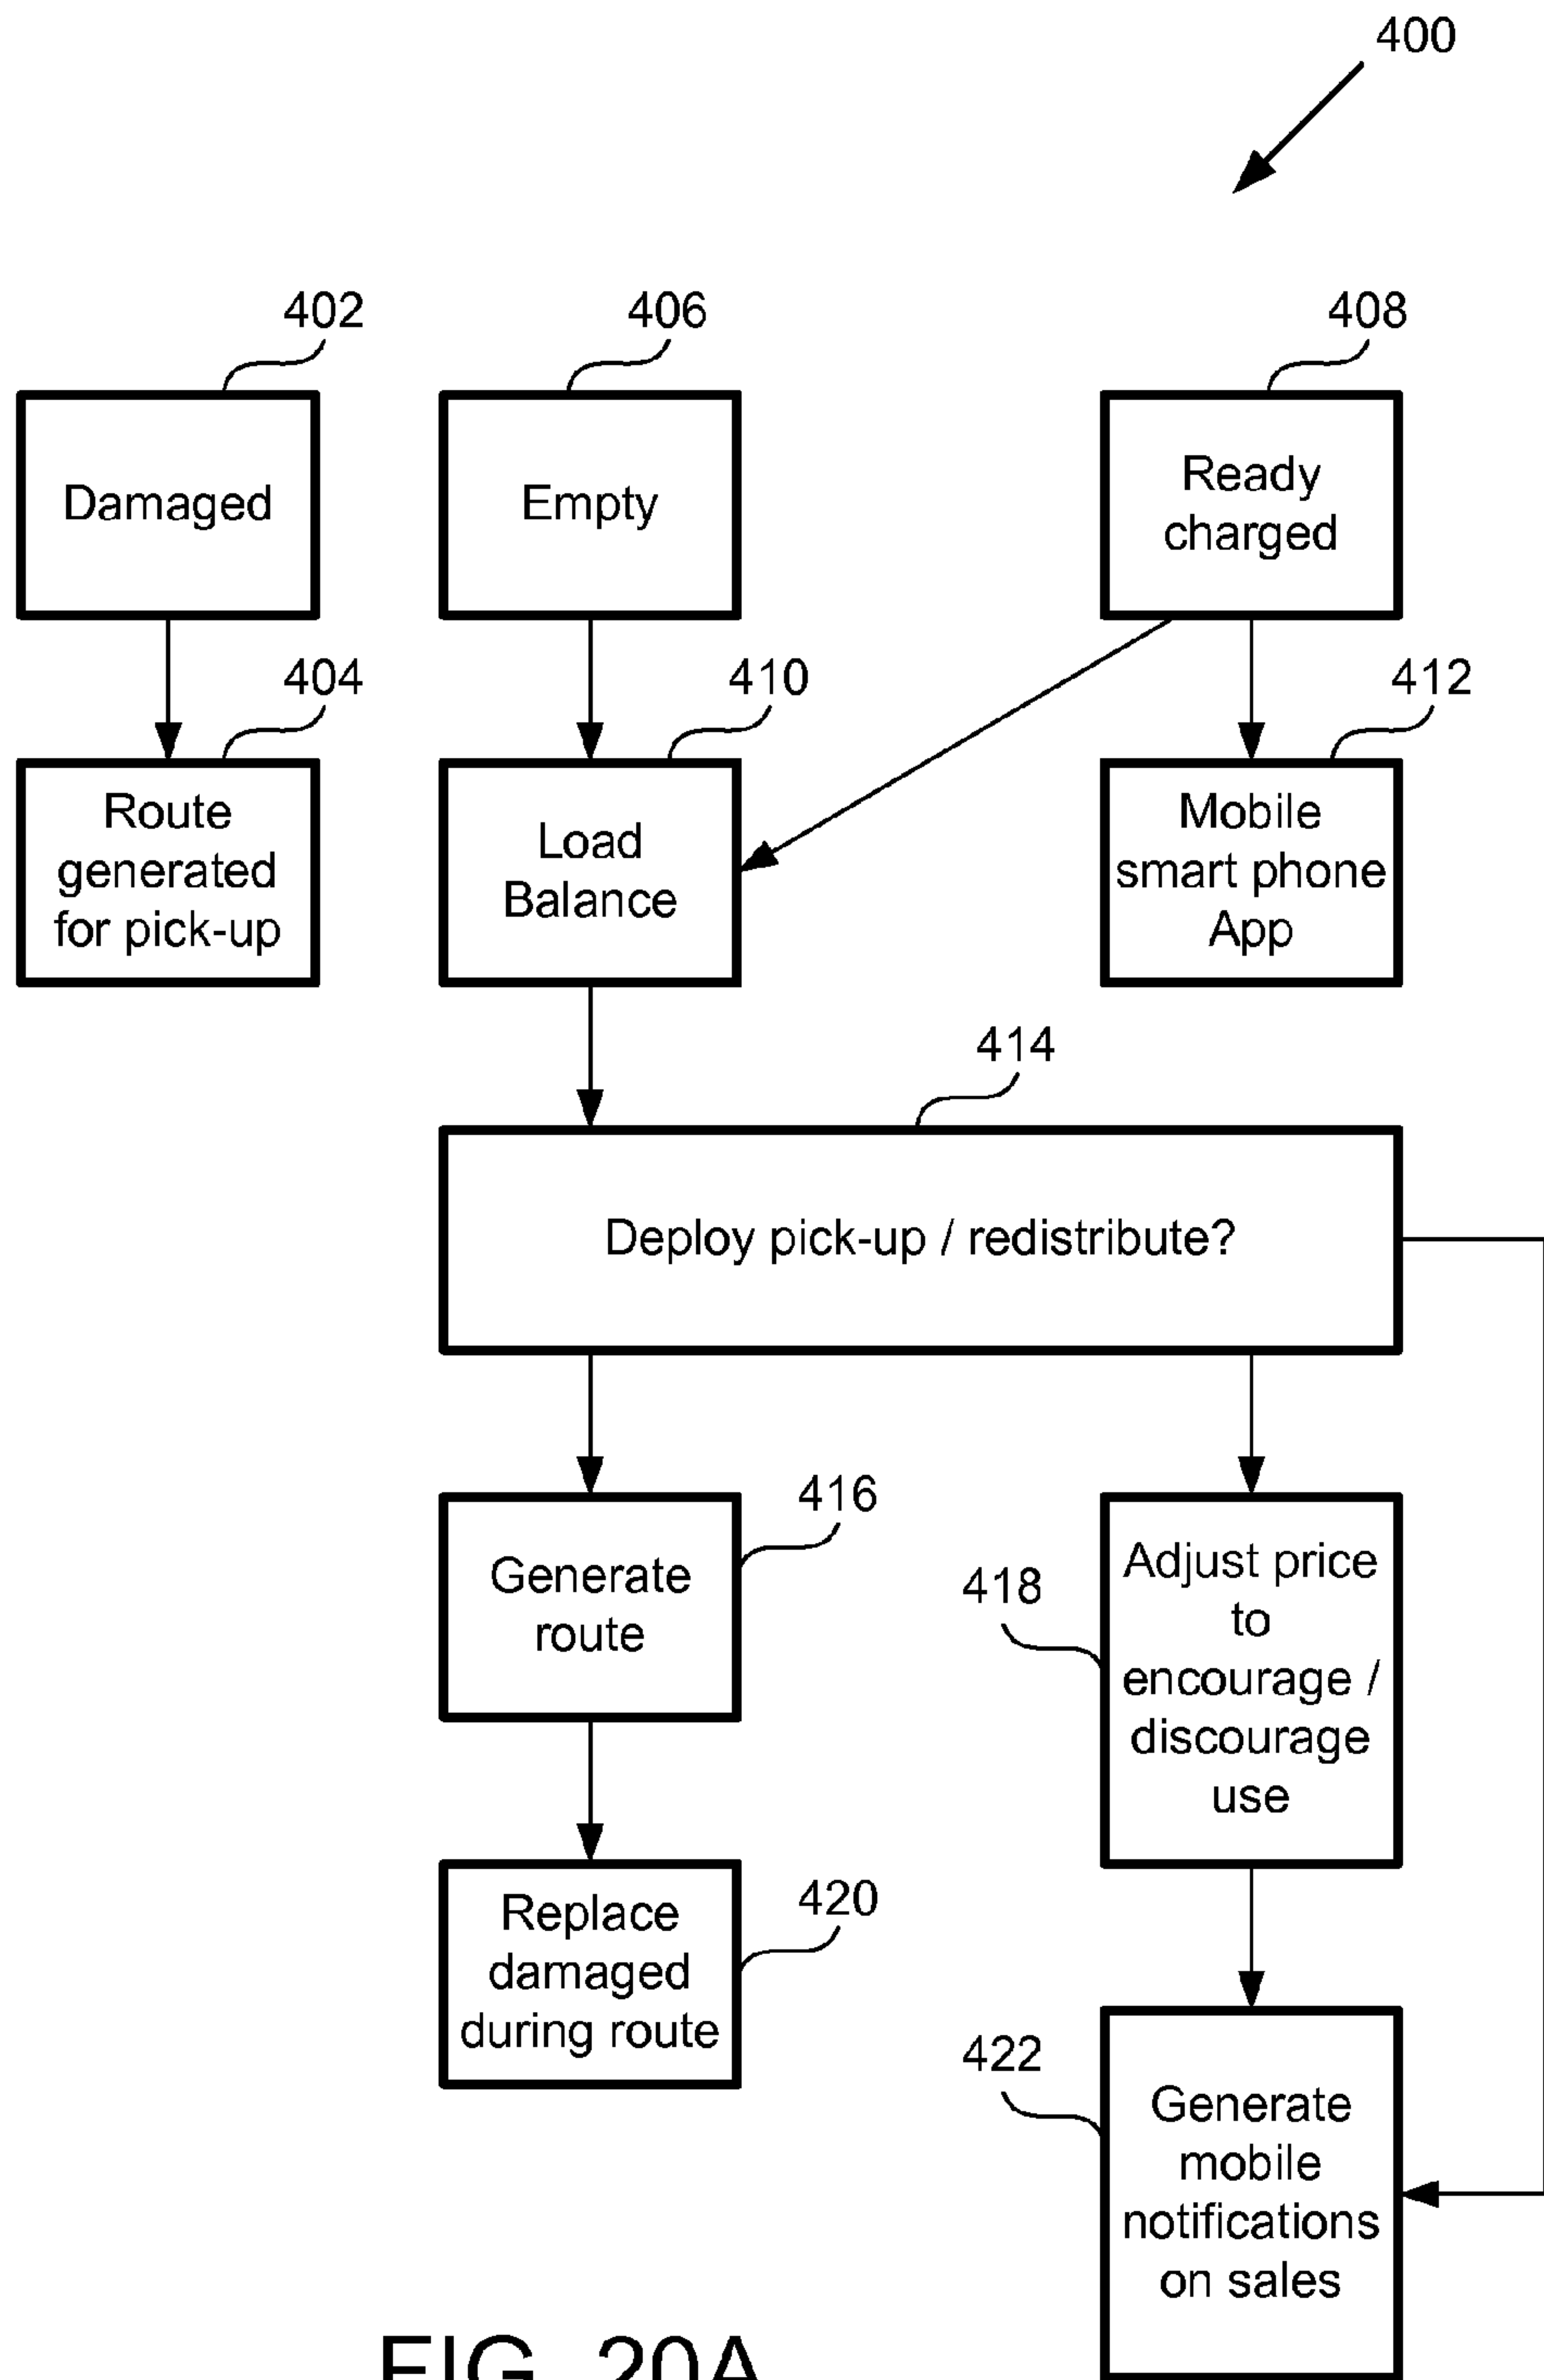 400
402
406
408
Damaged
Empty
Ready
charged
404
410
412
Route
generated
for pick-up
Load
Balance
Mobile
smart phone
App
414
Deploy pick-up / redistribute?
416
Generate
route
418
Adjust price
to
encourage /
discourage
use
420
Replace
damaged
during route
422
Generate
mobile
notifications
on sales
FIG. 20A